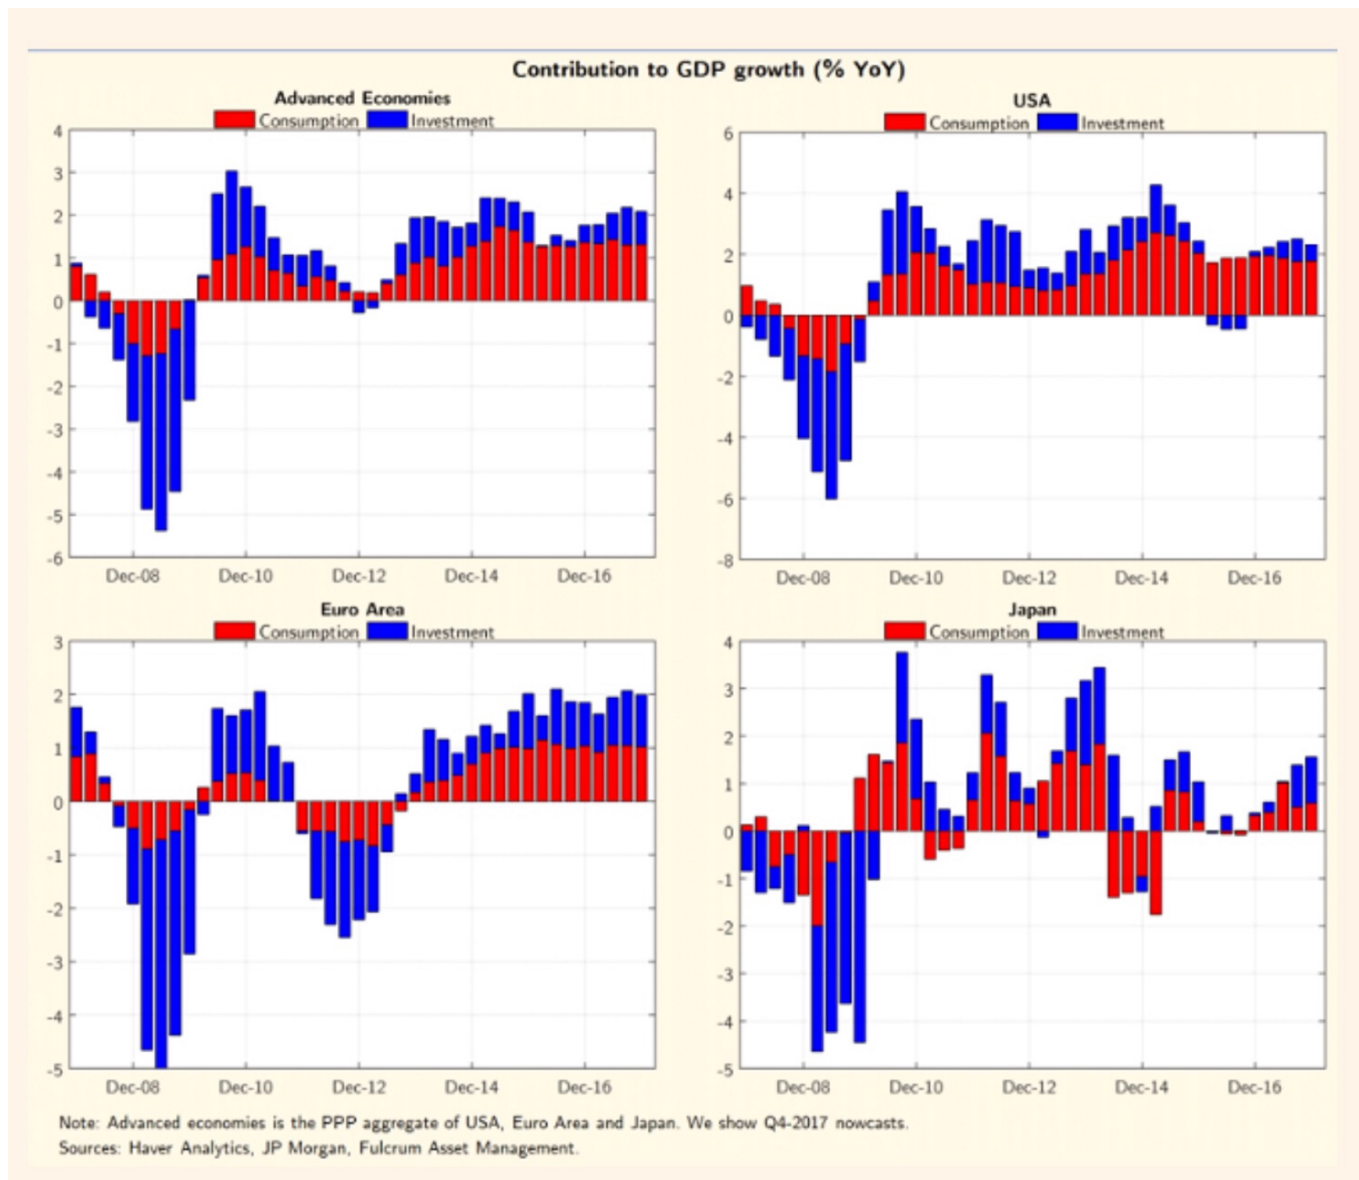 Contribution to GDP growth (% YoY)
Advanced Economies
Consumption Investment
4
3
2
1
0
-1
-2
-3
-4
-5
-6
Dec-08 Dec-10 Dec-12 Dec-14 Dec-16
USA
Consumption Investment
6
4
2
0
-2
-4
-6
-8
Dec-08 Dec-10 Dec-12 Dec-14 Dec-16
Euro Area
Consumption Investment
3
2
1
0
-1
-2
-3
-4
-5
Dec-08 Dec-10 Dec-12 Dec-14 Dec-16
Japan
Consumption Investment
4
3
2
1
0
-1
-2
-3
-4
-5
Dec-08 Dec-10 Dec-12 Dec-14 Dec-16
Note: Advanced economies is the PPP aggregate of USA, Euro Area and Japan. We show Q4-2017 nowcasts.
Sources: Haver Analytics, JP Morgan, Fulcrum Asset Management.